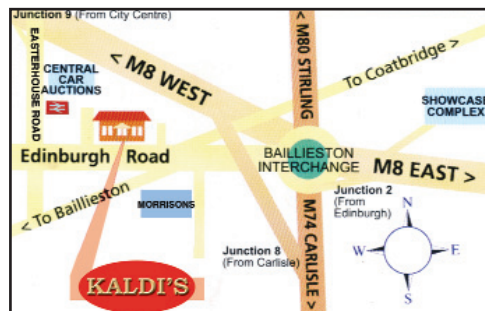 Junction 9 (From City Centre)
EASTERHOUSE ROAD
CENTRAL
CAR
AUCTIONS
< M8 WEST
M80 STIRLING
To Coatbridge >
SHOWCASE
COMPLEX
Edinburgh Road
BAILLIESTON
INTERCHANGE
M8 EAST >
< To Baillieston
MORRISONS
Junction 2
(From
Edinburgh)
Junction 8
(From Carlisle)
M74 CARLISLE >
N
W
E
S
KALDI'S